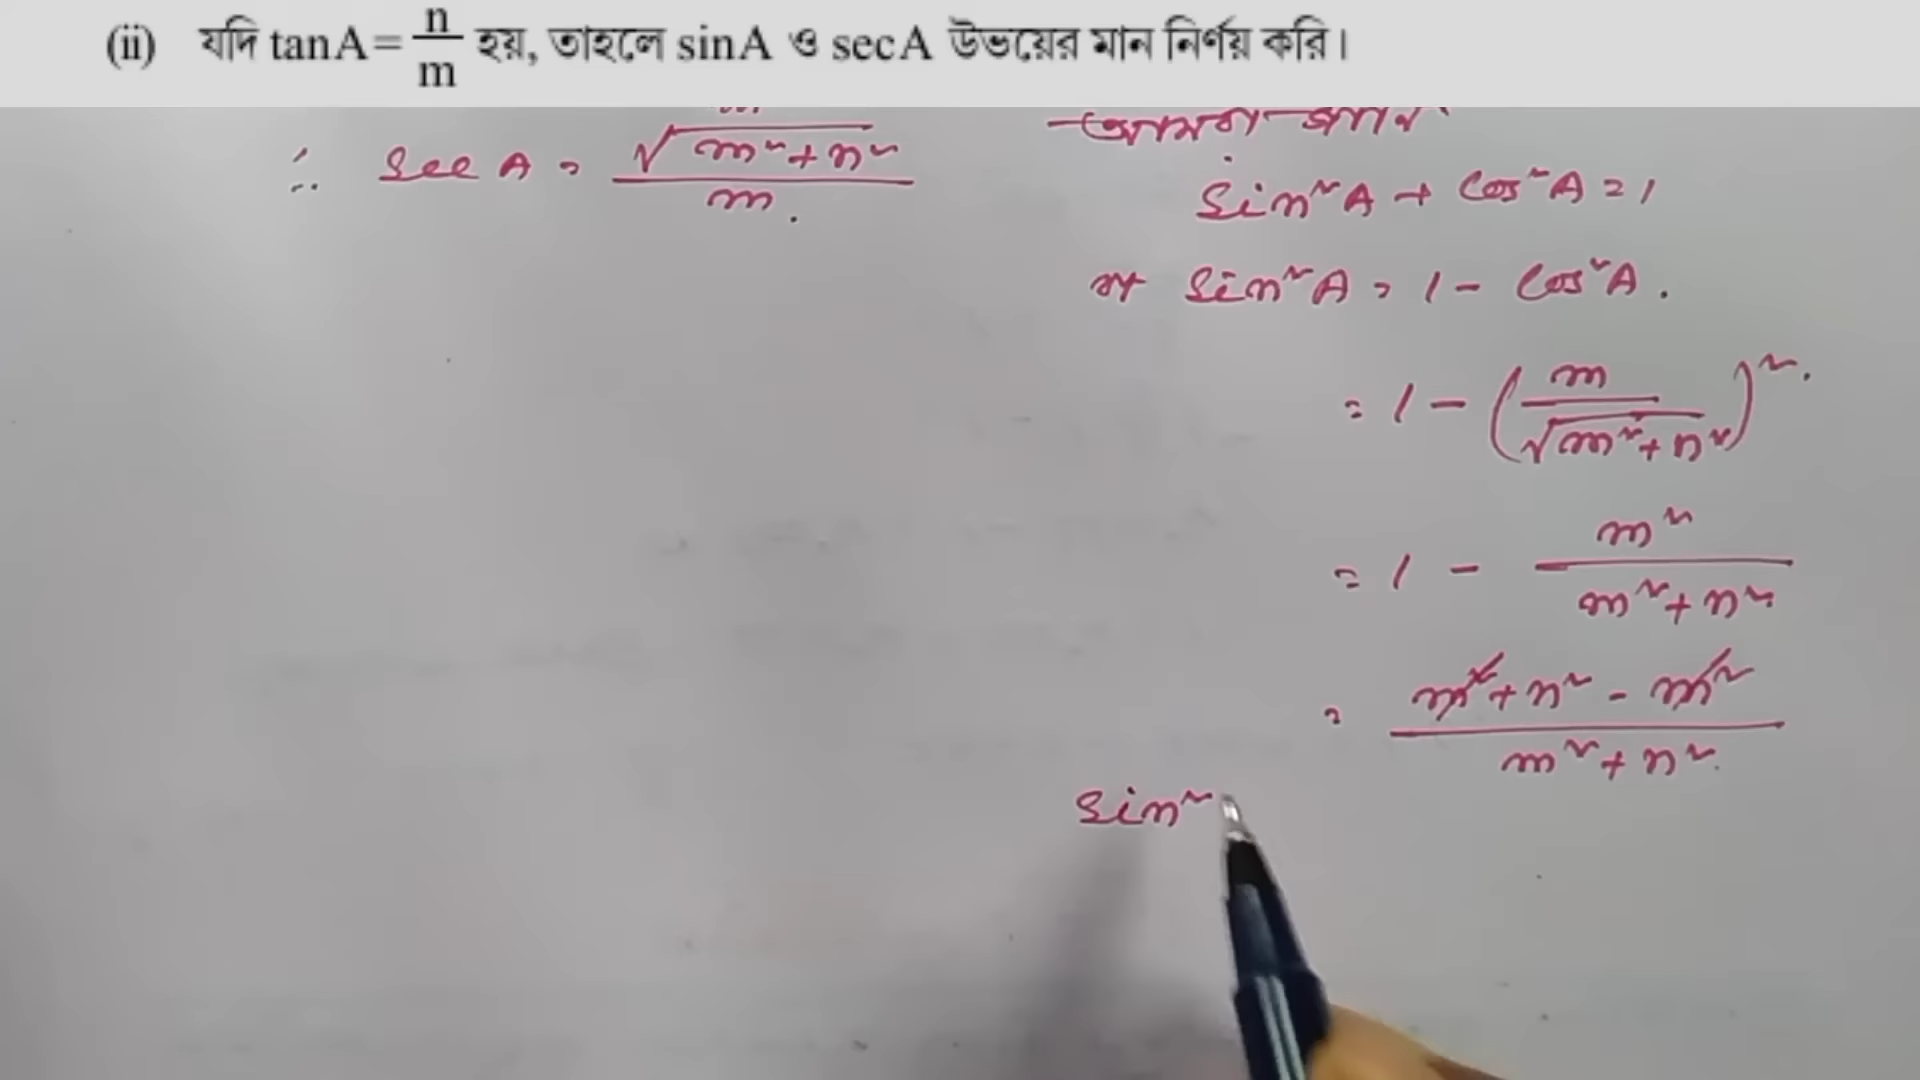 (ii) যদি tanA = n/m হয়, তাহলে sinA ও secA উভয়ের মান নির্ণয় করি।
∴ Sec A = √(m²+n²)/m.
আমরা জানি
Sin²A + Cos²A = 1
বা Sin²A = 1 - Cos²A.
= 1 - (m/√(m²+n²))².
= 1 - m²/(m²+n²)
= (m²+n² - m²)/(m²+n²)
Sin²